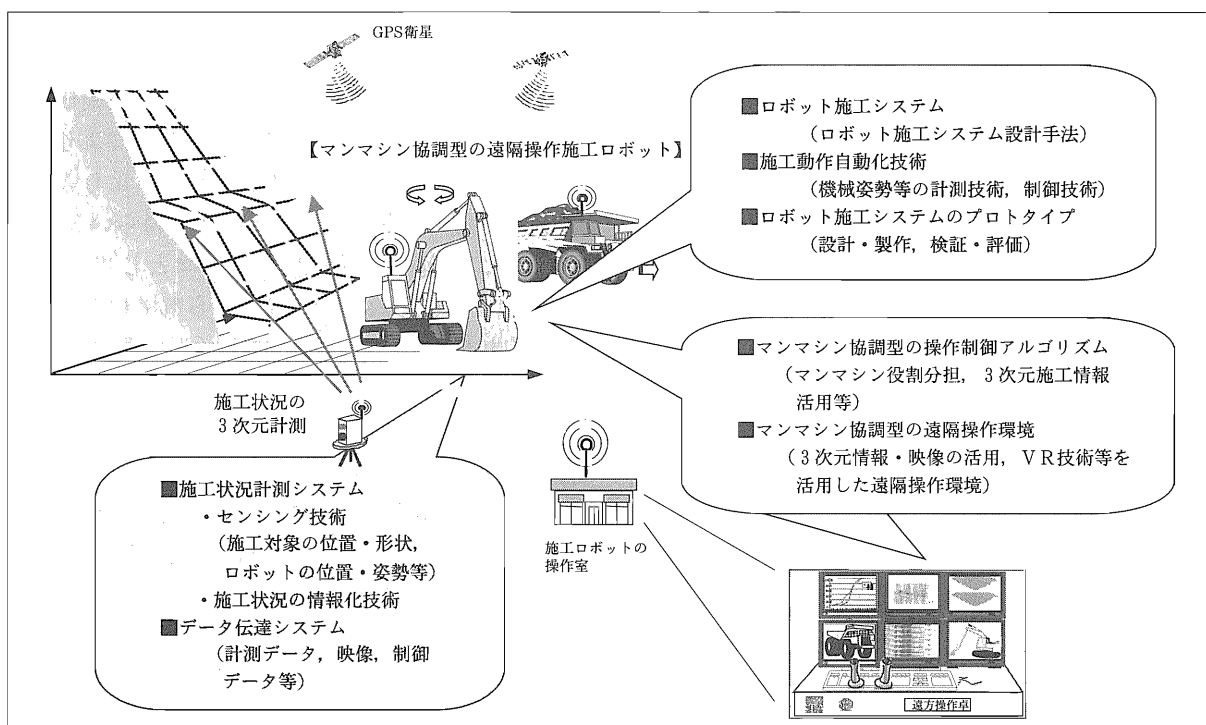 GPS衛星
【マンマシン協調型の遠隔操作施工ロボット】
■ロボット施工システム
（ロボット施工システム設計手法）
■施工動作自動化技術
（機械姿勢等の計測技術，制御技術）
■ロボット施工システムのプロトタイプ
（設計・製作，検証・評価）
■マンマシン協調型の操作制御アルゴリズム
（マンマシン役割分担，３次元施工情報
活用等）
■マンマシン協調型の遠隔操作環境
（３次元情報・映像の活用，ＶＲ技術等を
活用した遠隔操作環境）
施工状況の
３次元計測
■施工状況計測システム
・センシング技術
（施工対象の位置・形状，
ロボットの位置・姿勢等）
・施工状況の情報化技術
■データ伝達システム
（計測データ，映像，制御
データ等）
施工ロボットの
操作室
遠方操作卓